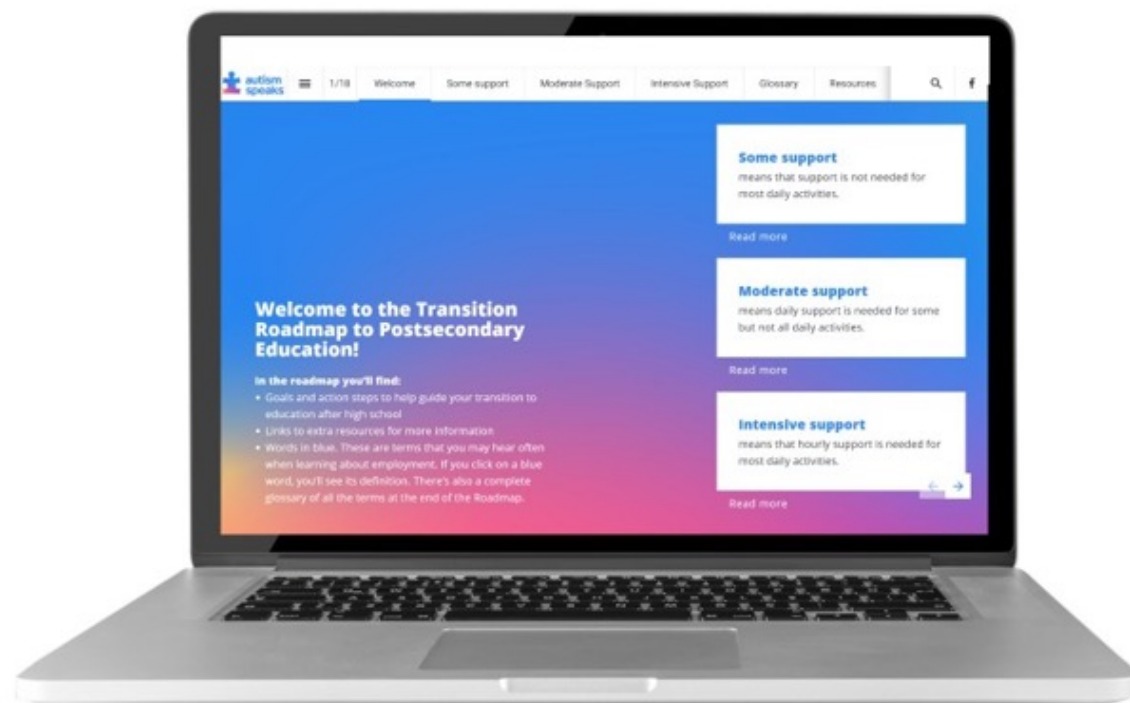 autism
speaks
1/18 Welcome Some support Moderate Support Intensive Support Glossary Resources
Welcome to the Transition
Roadmap to Postsecondary
Education!
In the roadmap you'll find:
• Goals and action steps to help guide your transition to
education after high school
• Links to extra resources for more information
• Words in blue. These are terms that you may hear often
when learning about employment. If you click on a blue
word, you'll see its definition. There's also a complete
glossary of all the terms at the end of the Roadmap.
Some support
means that support is not needed for
most daily activities.
Read more
Moderate support
means daily support is needed for some
but not all daily activities.
Read more
Intensive support
means that hourly support is needed for
most daily activities.
Read more